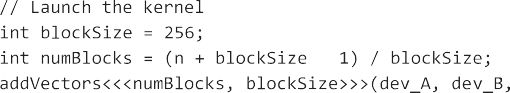 // Launch the kernel
int blockSize = 256;
int numBlocks = (n + blockSize   1) / blockSize;
addVectors<<<numBlocks, blockSize>>>(dev_A, dev_B,